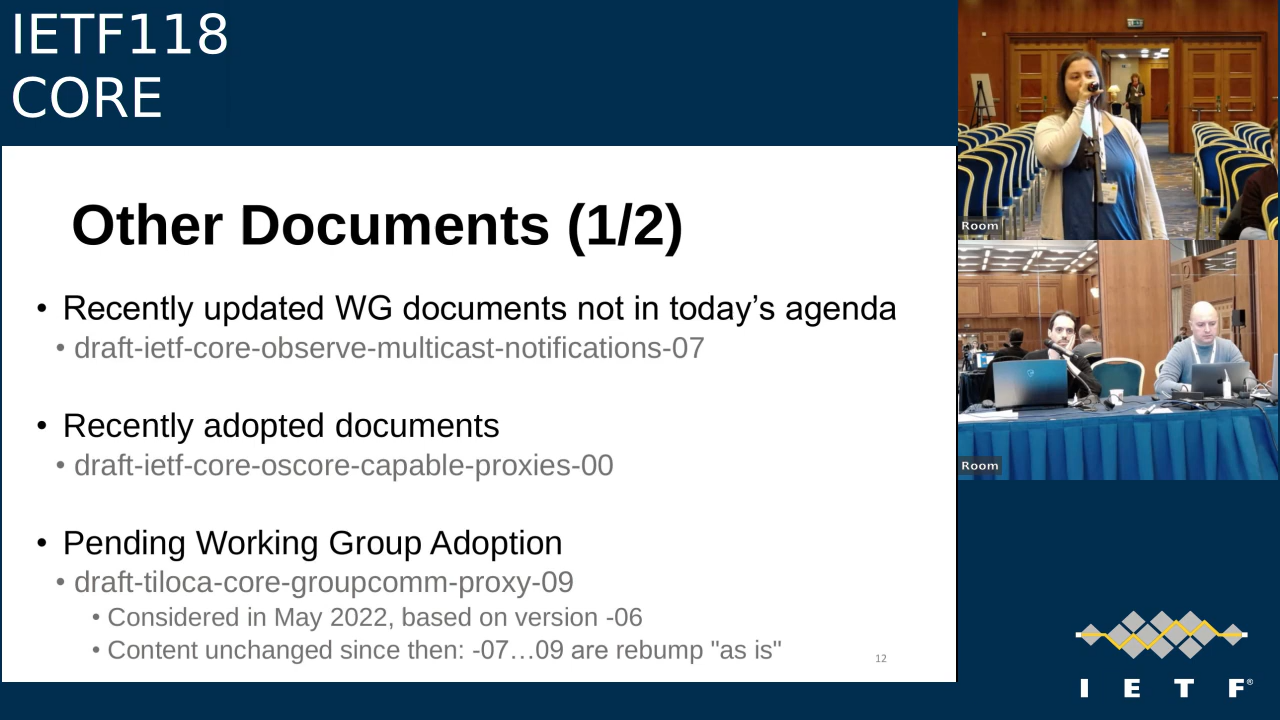 IETF118
CORE
Other Documents (1/2)
• Recently updated WG documents not in today’s agenda
• draft-ietf-core-observe-multicast-notifications-07
• Recently adopted documents
• draft-ietf-core-oscore-capable-proxies-00
• Pending Working Group Adoption
• draft-tiloca-core-groupcomm-proxy-09
• Considered in May 2022, based on version -06
• Content unchanged since then: -07…09 are rebump "as is"
12
Room
Room
I E T F®